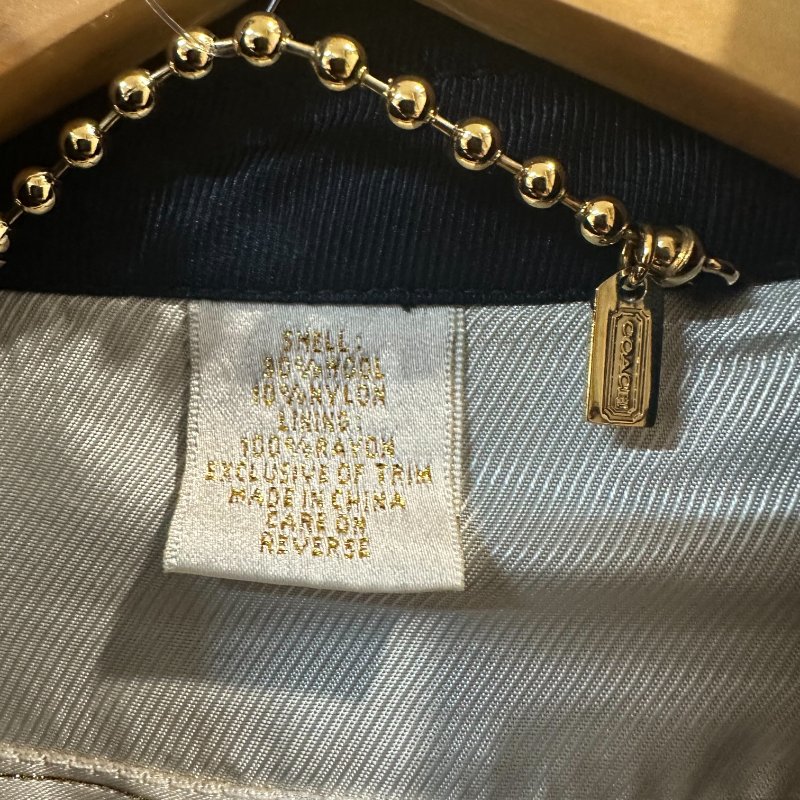 SHELL:
90%WOOL
10%NYLON
LINING:
100%RAYON
EXCLUSIVE OF TRIM
MADE IN CHINA
CARE ON
REVERSE
COACH